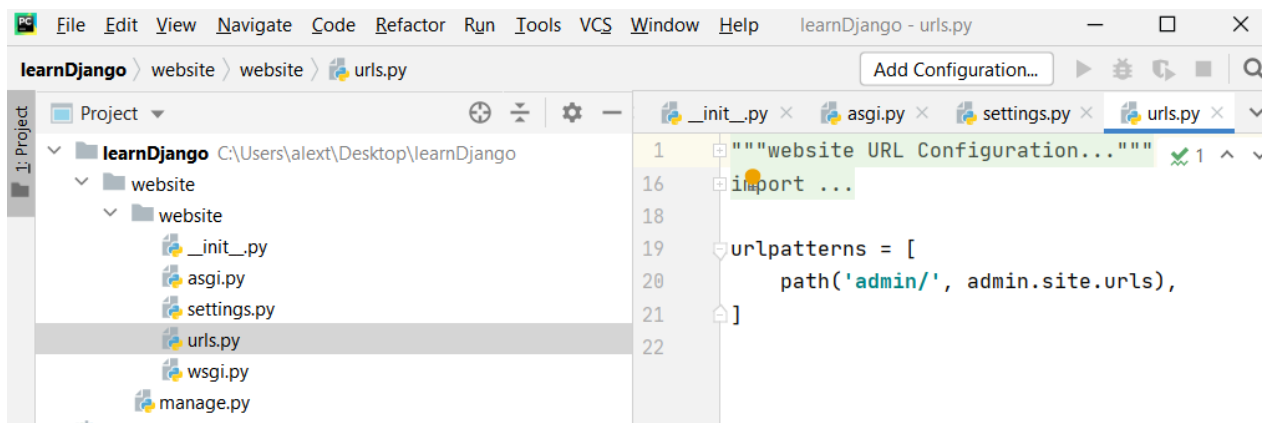 PC File Edit View Navigate Code Refactor Run Tools VCS Window Help learnDjango - urls.py
learnDjango website website urls.py Add Configuration...
1: Project
Project
__init__.py asgi.py settings.py urls.py
learnDjango C:\Users\alext\Desktop\learnDjango
website
website
__init__.py
asgi.py
settings.py
urls.py
wsgi.py
manage.py
1 """website URL Configuration...""" 1
16 import ...
18
19 urlpatterns = [
20 path('admin/', admin.site.urls),
21 ]
22